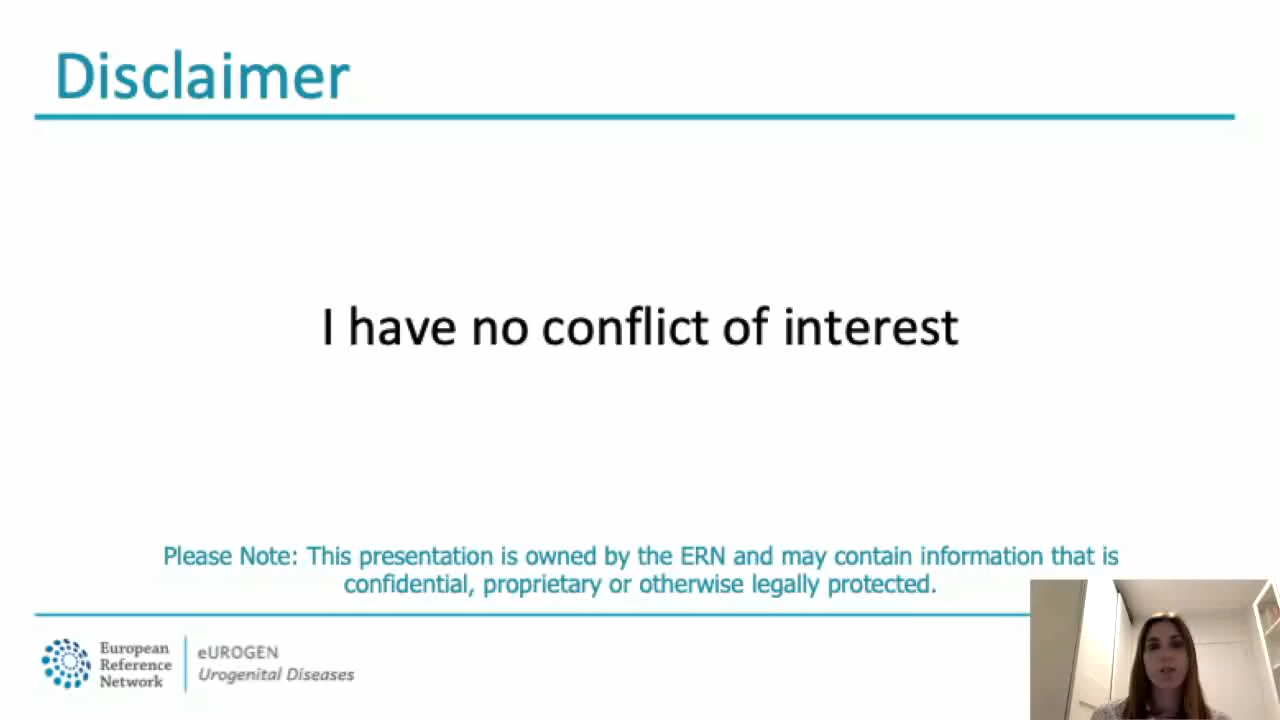 Disclaimer
I have no conflict of interest
Please Note: This presentation is owned by the ERN and may contain information that is
confidential, proprietary or otherwise legally protected.
European
Reference
Network
eUROGEN
Urogenital Diseases